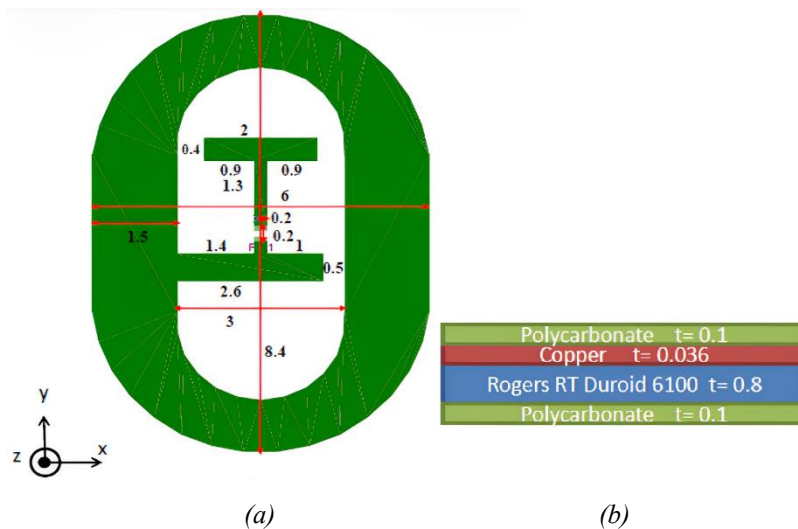 2
0.4
0.9 0.9
1.3
6
0.2
0.2
1.5
1.4 F 1 1
0.5
2.6
3
8.4
y
z x
Polycarbonate t= 0.1
Copper t= 0.036
Rogers RT Duroid 6100 t= 0.8
Polycarbonate t= 0.1
(a) (b)